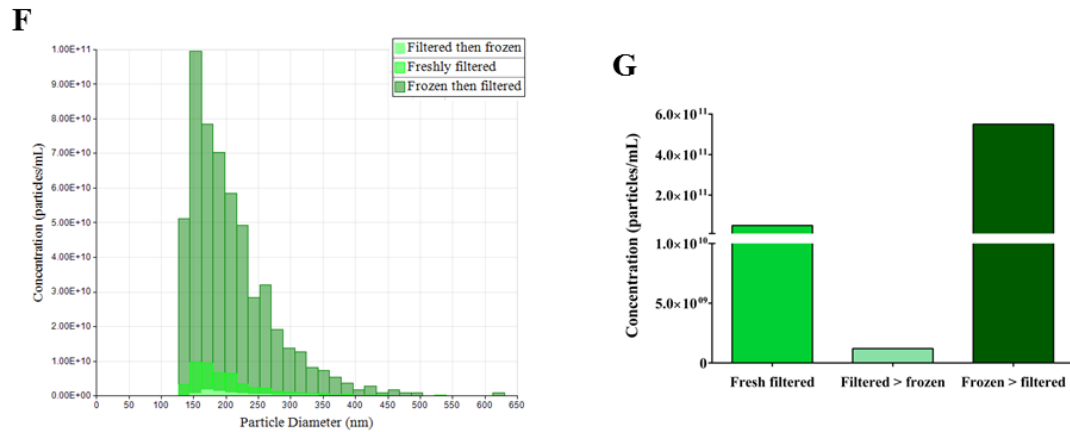 F
Filtered then frozen
Freshly filtered
Frozen then filtered
1.00E+11
9.00E+10
8.00E+10
7.00E+10
6.00E+10
5.00E+10
4.00E+10
3.00E+10
2.00E+10
1.00E+10
0.00E+00
Concentration (particles/mL)
0 50 100 150 200 250 300 350 400 450 500 550 600 650
Particle Diameter (nm)
G
6.0×10¹¹
4.0×10¹¹
2.0×10¹¹
1.0×10¹⁰
5.0×10⁰⁹
0
Concentration (particles/mL)
Fresh filtered Filtered > frozen Frozen > filtered